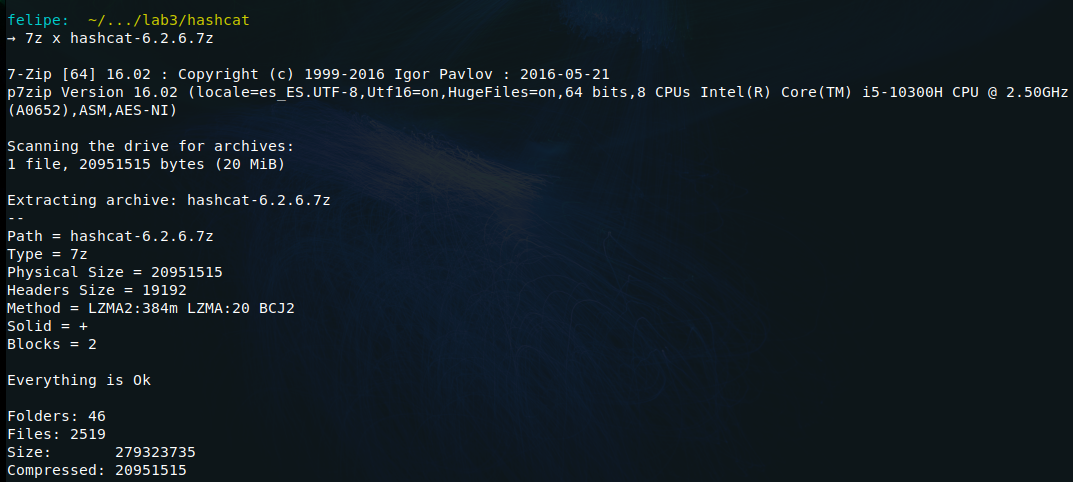 felipe:  ~/.../lab3/hashcat
→ 7z x hashcat-6.2.6.7z
7-Zip [64] 16.02 : Copyright (c) 1999-2016 Igor Pavlov : 2016-05-21
p7zip Version 16.02 (locale=es_ES.UTF-8,Utf16=on,HugeFiles=on,64 bits,8 CPUs Intel(R) Core(TM) i5-10300H CPU @ 2.50GHz
(A0652),ASM,AES-NI)
Scanning the drive for archives:
1 file, 20951515 bytes (20 MiB)
Extracting archive: hashcat-6.2.6.7z
--
Path = hashcat-6.2.6.7z
Type = 7z
Physical Size = 20951515
Headers Size = 19192
Method = LZMA2:384m LZMA:20 BCJ2
Solid = +
Blocks = 2
Everything is Ok
Folders: 46
Files: 2519
Size:       279323735
Compressed: 20951515